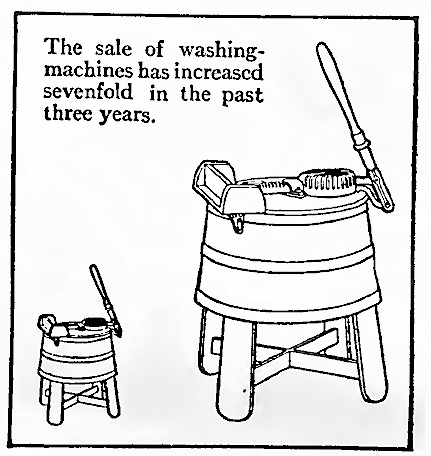 The sale of washing-
machines has increased
sevenfold in the past
three years.